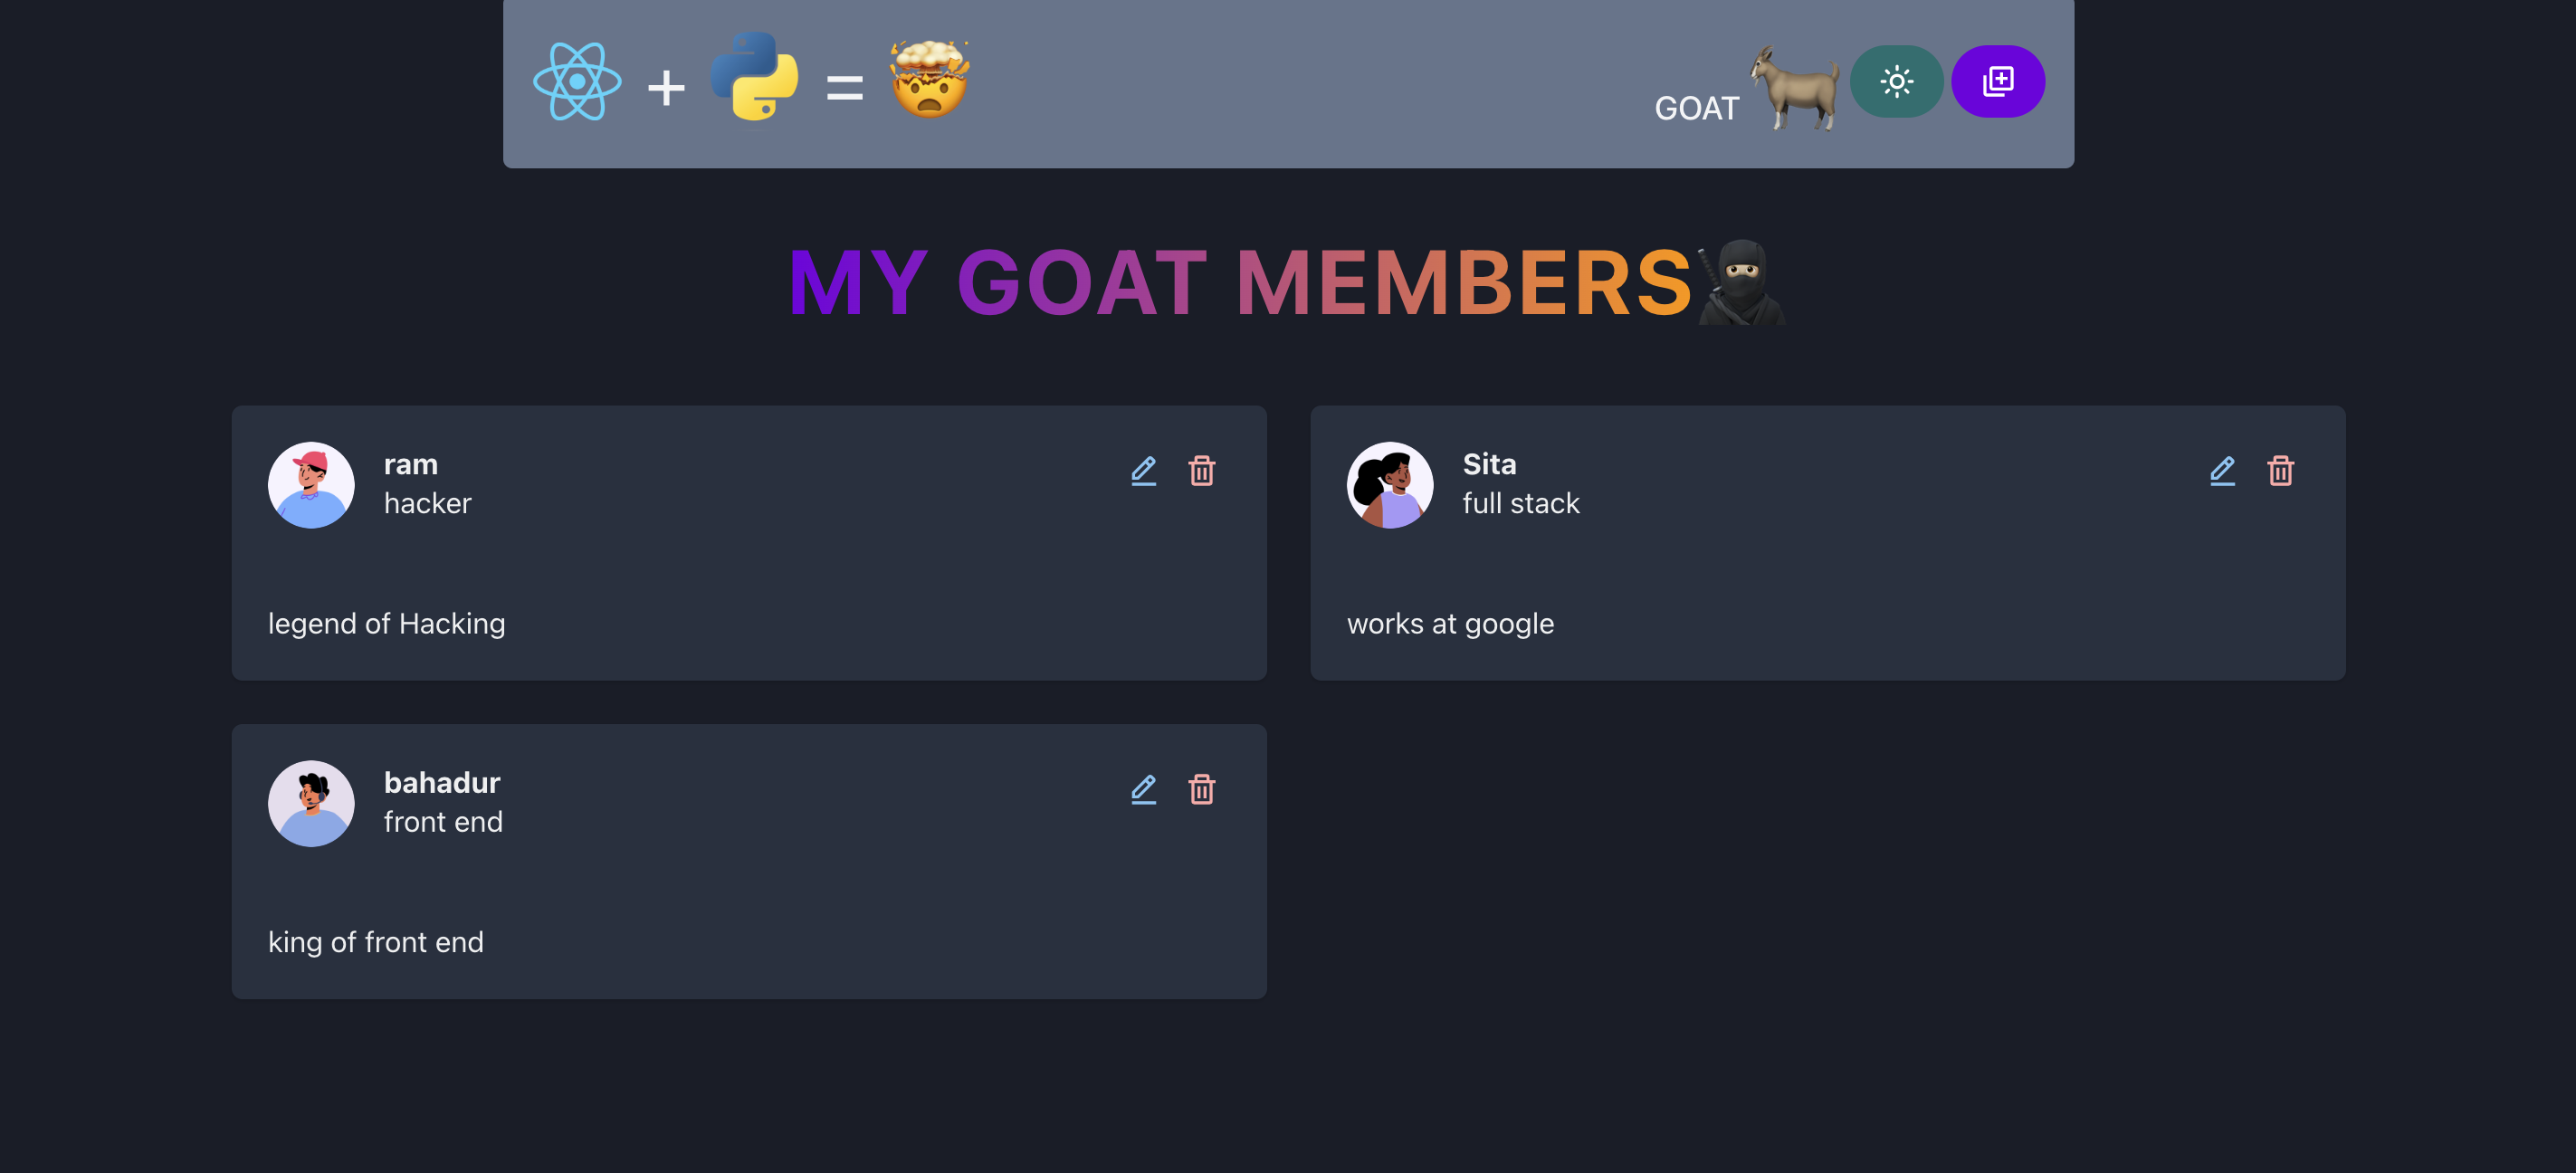 + = GOAT
MY GOAT MEMBERS
ram
hacker
legend of Hacking
Sita
full stack
works at google
bahadur
front end
king of front end